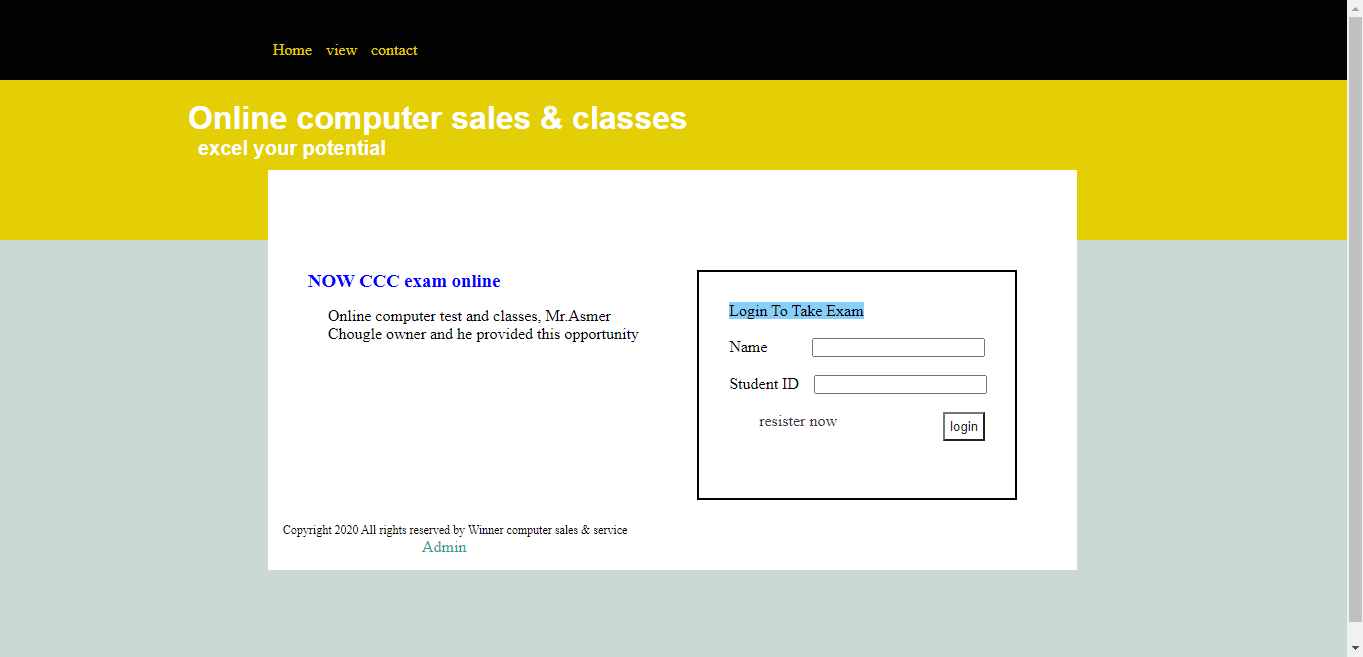 Home view contact
Online computer sales & classes
excel your potential
NOW CCC exam online
Online computer test and classes, Mr.Asmer
Chougle owner and he provided this opportunity
Login To Take Exam
Name
Student ID
resister now login
Copyright 2020 All rights reserved by Winner computer sales & service
Admin